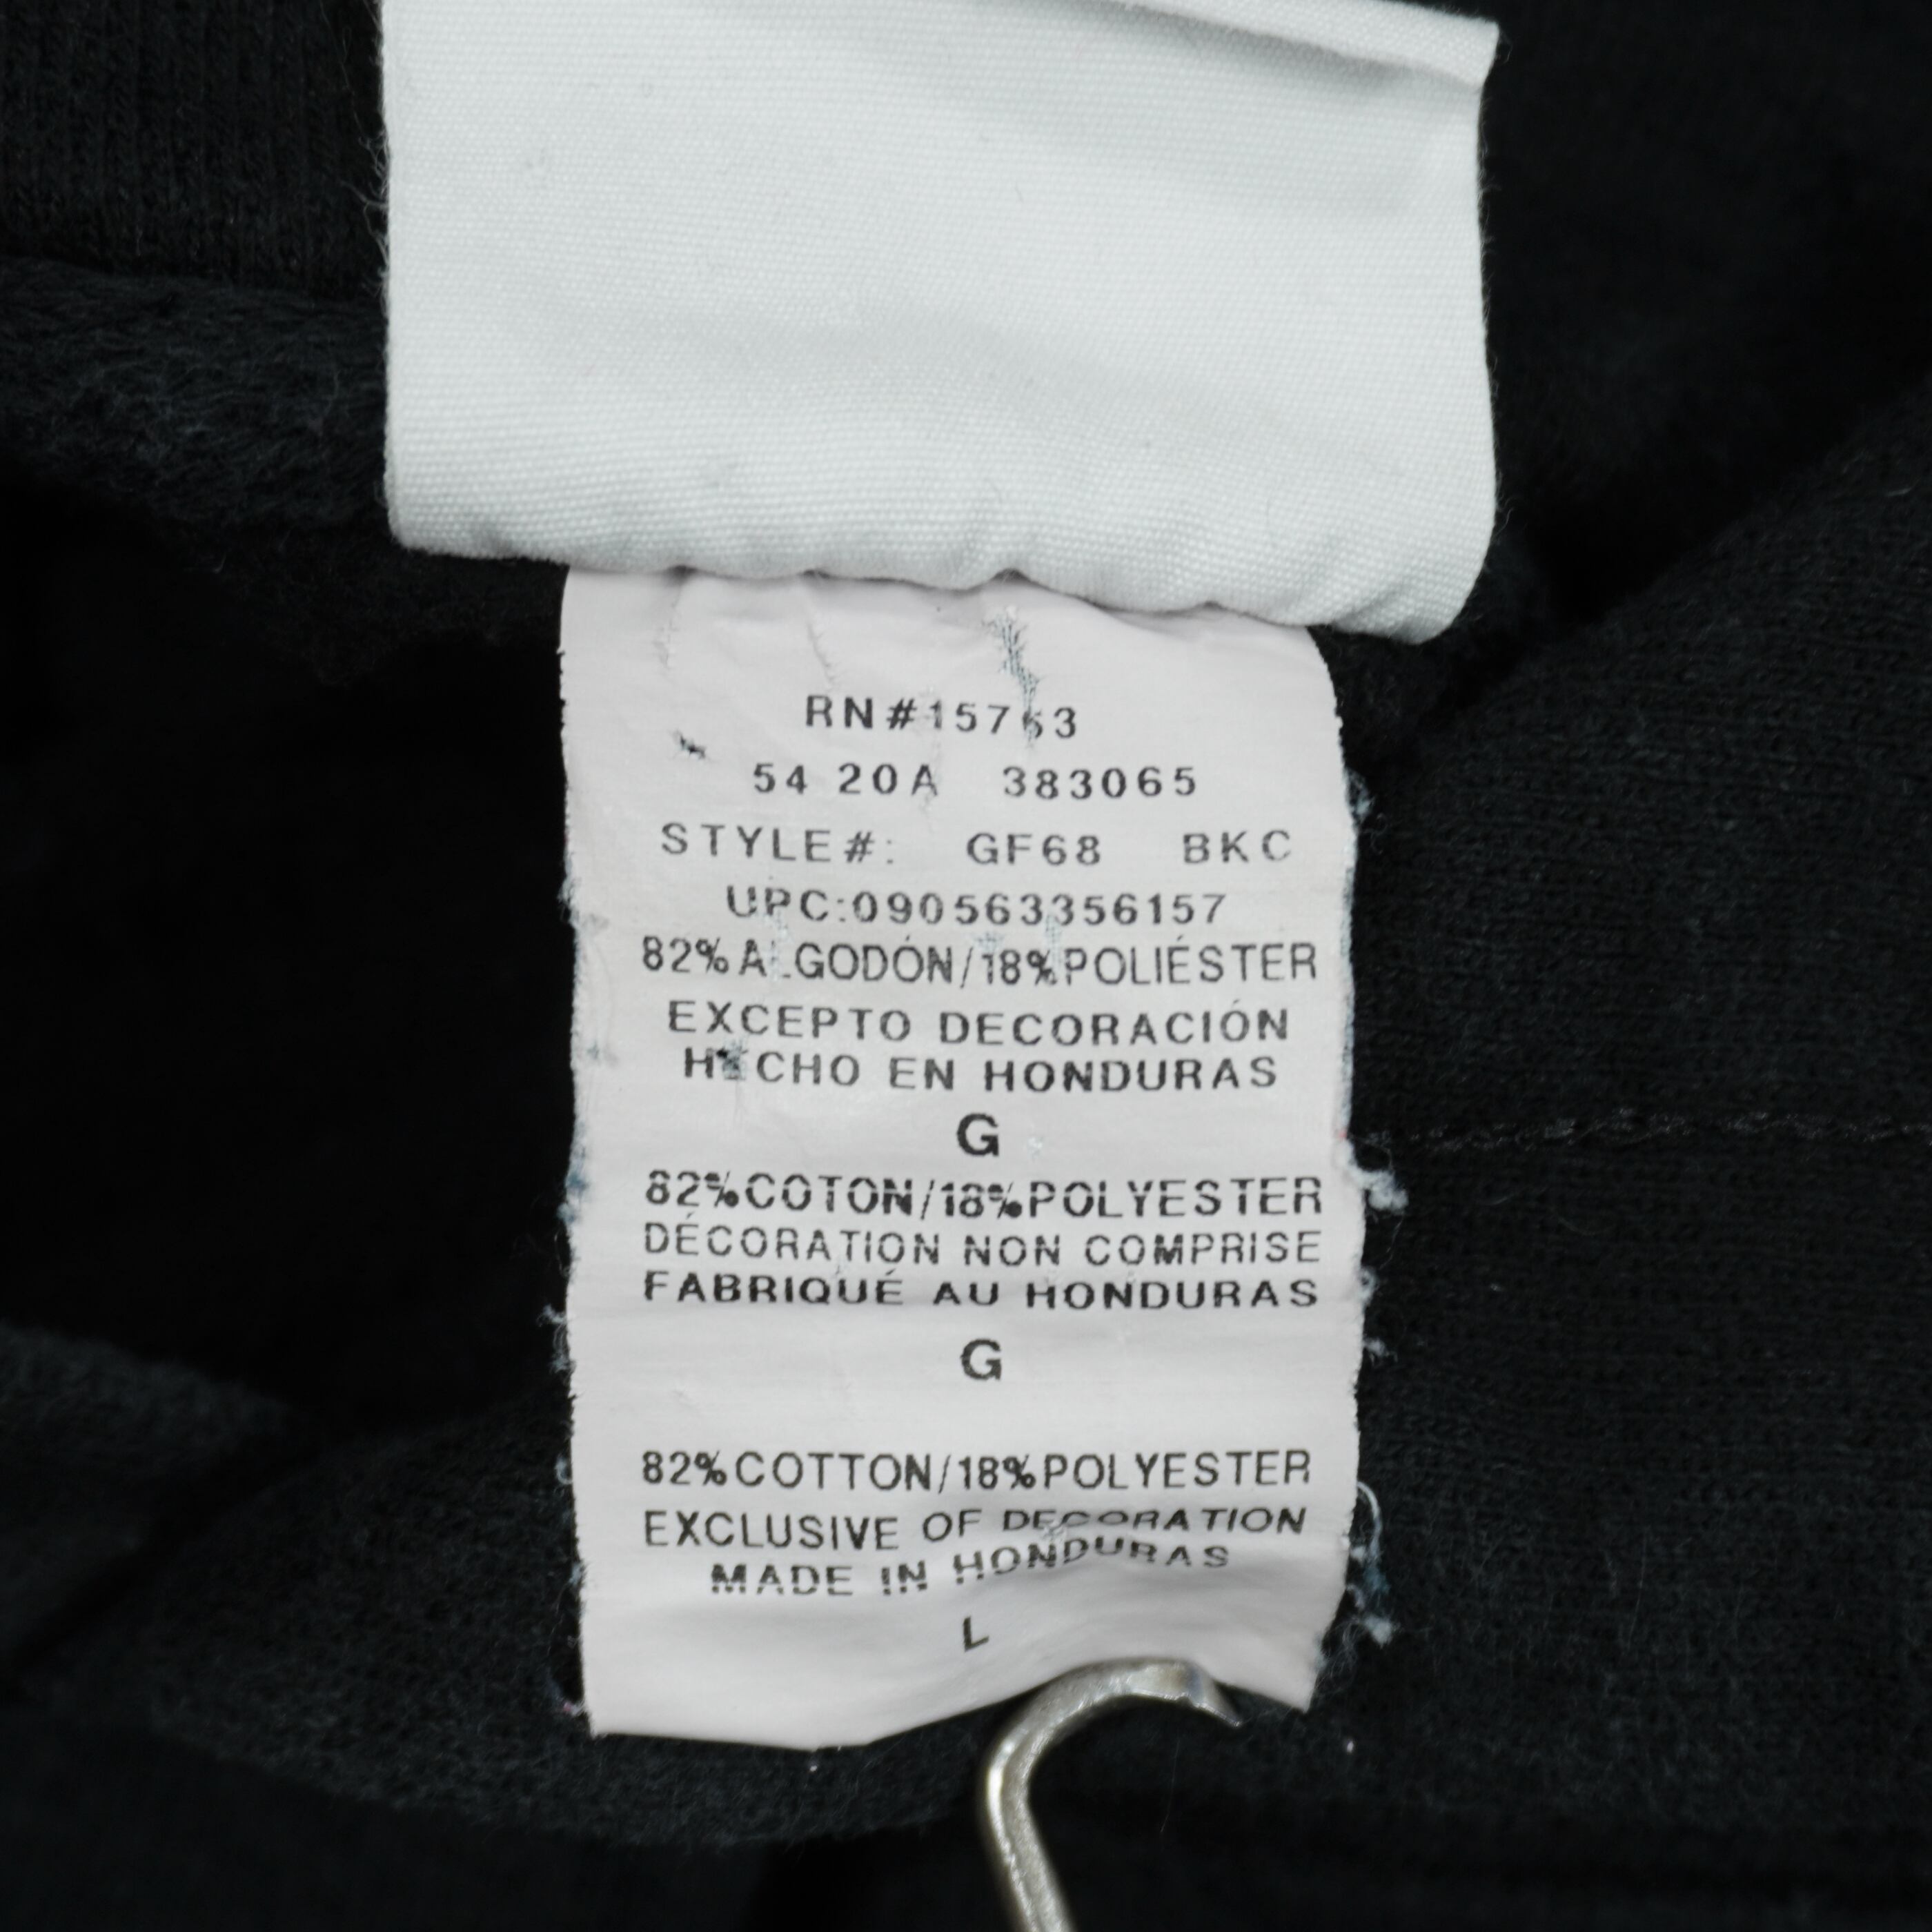 RN#15763
54 20A 383065
STYLE#: GF68 BKC
UPC:090563356157
82%ALGODÓN/18%POLIÉSTER
EXCEPTO DECORACIÓN
HECHO EN HONDURAS
G
82%COTON/18%POLYESTER
DÉCORATION NON COMPRISE
FABRIQUÉ AU HONDURAS
G
82%COTTON/18%POLYESTER
EXCLUSIVE OF DECORATION
MADE IN HONDURAS
L